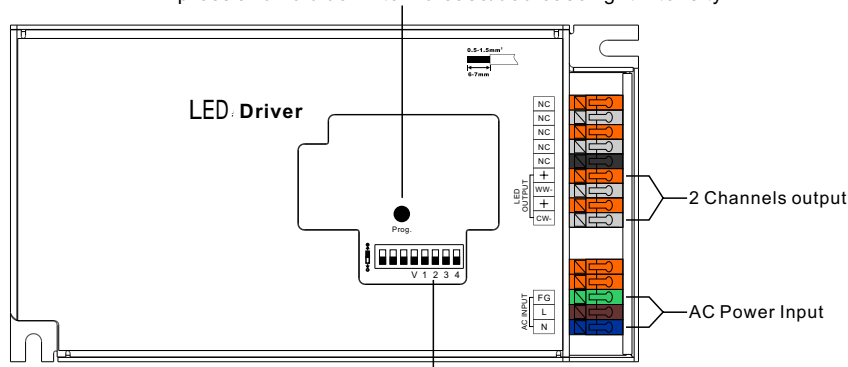 LED Driver
0.5-1.5mm²
6-7mm
NC
NC
NC
NC
NC
+
WW-
+
CW-
LED
OUTPUT
2 Channels output
Prog.
V 1 2 3 4
FG
L
N
AC INPUT
AC Power Input